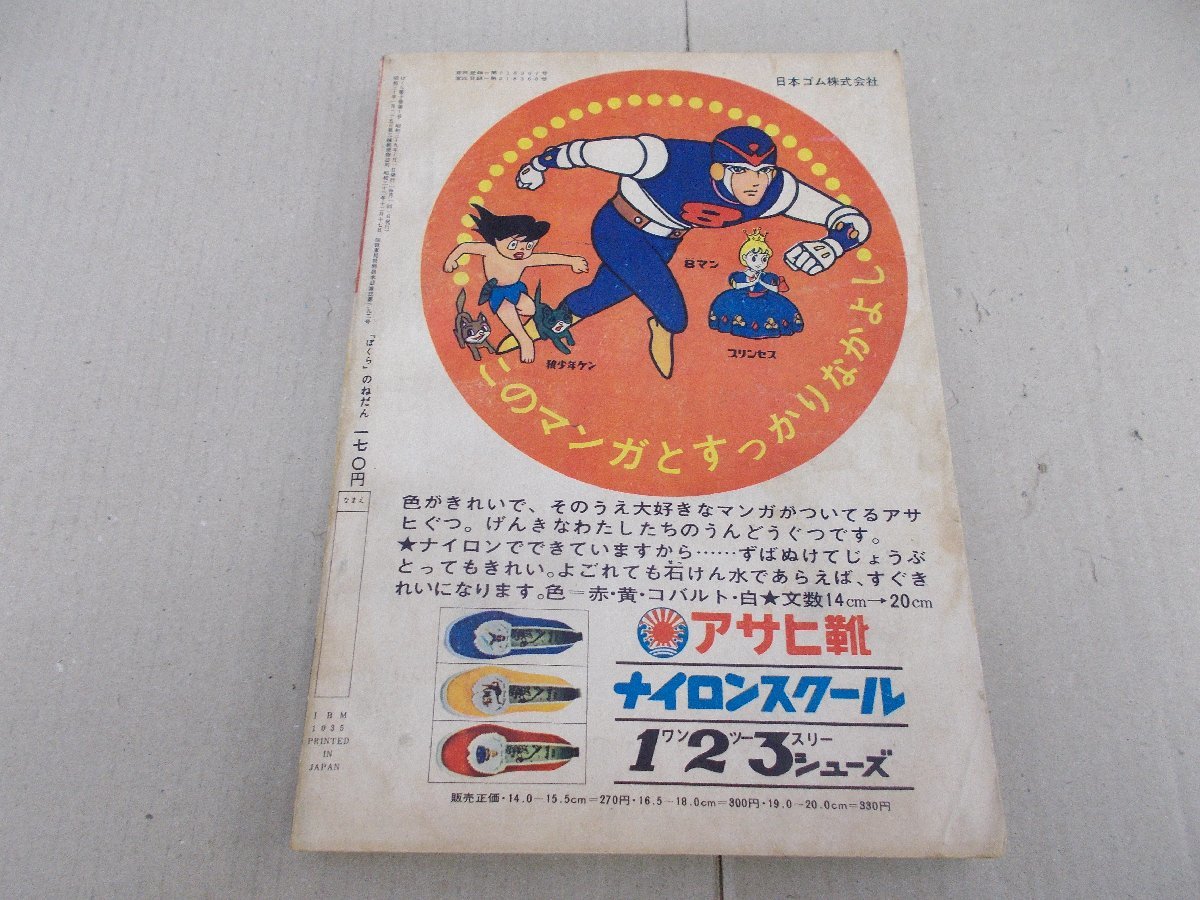 日本ゴム株式会社
8マン
プリンセス
狼少年ケン
このマンガとすっかりなかよし
色がきれいで、そのうえ大好きなマンガがついてるアサ
ヒぐつ。げんきなわたしたちのうんどうぐつです。
★ナイロンでできていますから……ずばぬけてじょうぶ
とってもきれい。よごれても石けん水であらえば、すぐき
れいになります。色=赤・黄・コバルト・白★文数14cm→20cm
アサヒ靴
ナイロンスクール
1ワン2ツー3スリーシューズ
販売正価・14.0－15.5cm＝270円・16.5－18.0cm＝300円・19.0－20.0cm＝330円
「ぼくら」のねだん 一七〇円
なまえ
IBM
1035
PRINTED
IN
JAPAN